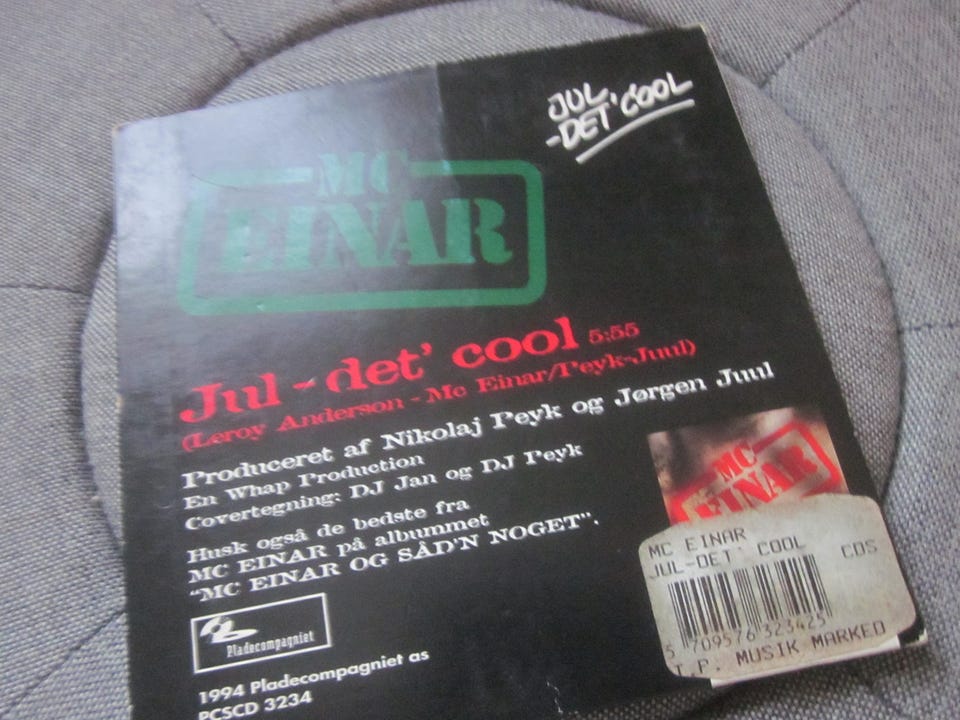 JUL,
-DET' COOL
MC
EINAR
Jul - det' cool 5:55
(Leroy Anderson - Mc Einar/Peyk-Juul)
Produceret af Nikolaj Peyk og Jørgen Juul
En Whap Production
Covertegning: DJ Jan og DJ Peyk
Husk også de bedste fra
MC EINAR på albummet
"MC EINAR OG SÅD'N NOGET".
MC
EINAR
MC EINAR
JUL-DET' COOL CDS
5 709576 323425
T.P. MUSIK MARKED
Pladecompagniet
1994 Pladecompagniet as
PCSCD 3234